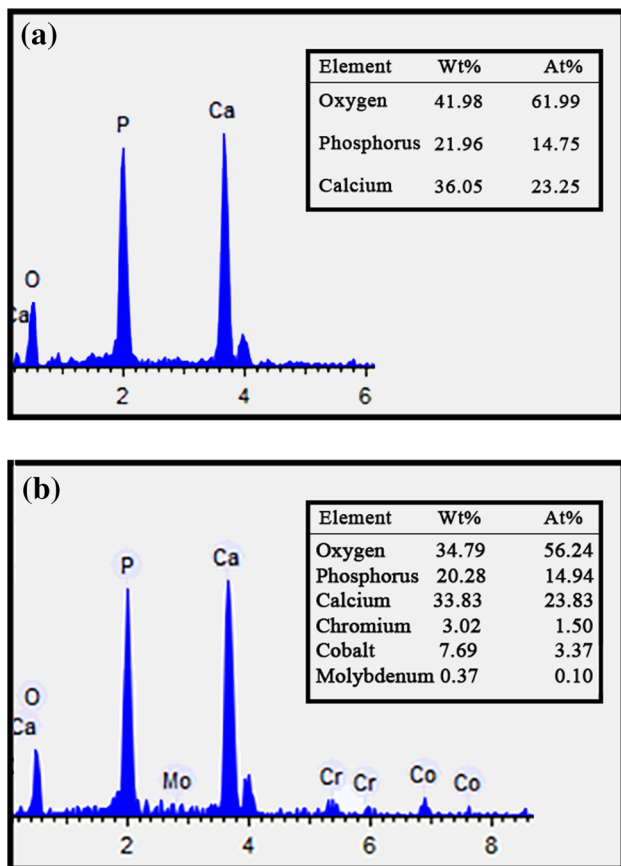 (a)
Element Wt% At%
Oxygen 41.98 61.99
Phosphorus 21.96 14.75
Calcium 36.05 23.25
P
Ca
O
Ca
2 4 6
(b)
Element Wt% At%
Oxygen 34.79 56.24
Phosphorus 20.28 14.94
Calcium 33.83 23.83
Chromium 3.02 1.50
Cobalt 7.69 3.37
Molybdenum 0.37 0.10
P
Ca
O
Ca
Mo Cr Cr Co Co
2 4 6 8